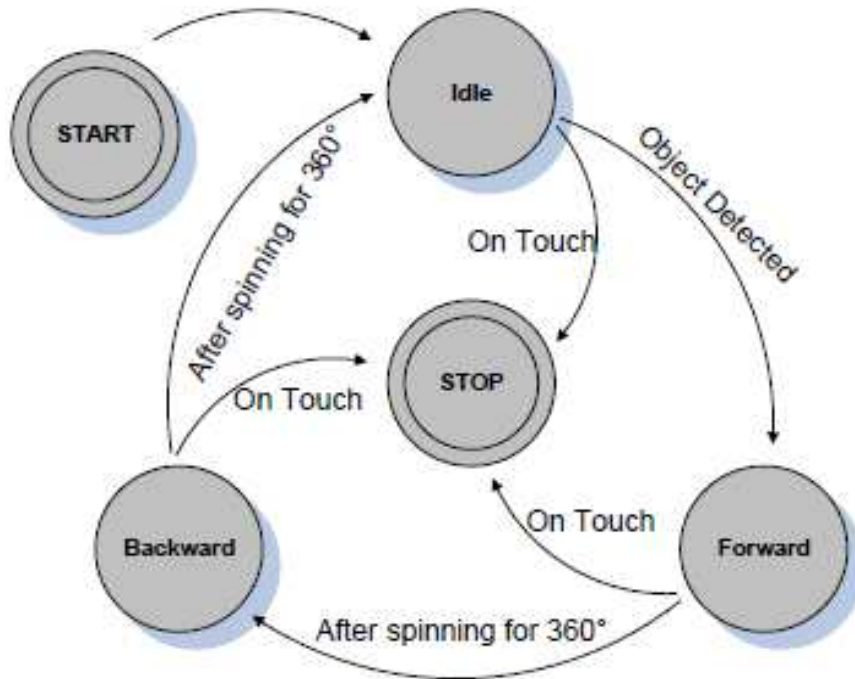 Idle
START
Object Detected
After spinning for 360°
On Touch
STOP
On Touch
On Touch
Backward
Forward
After spinning for 360°